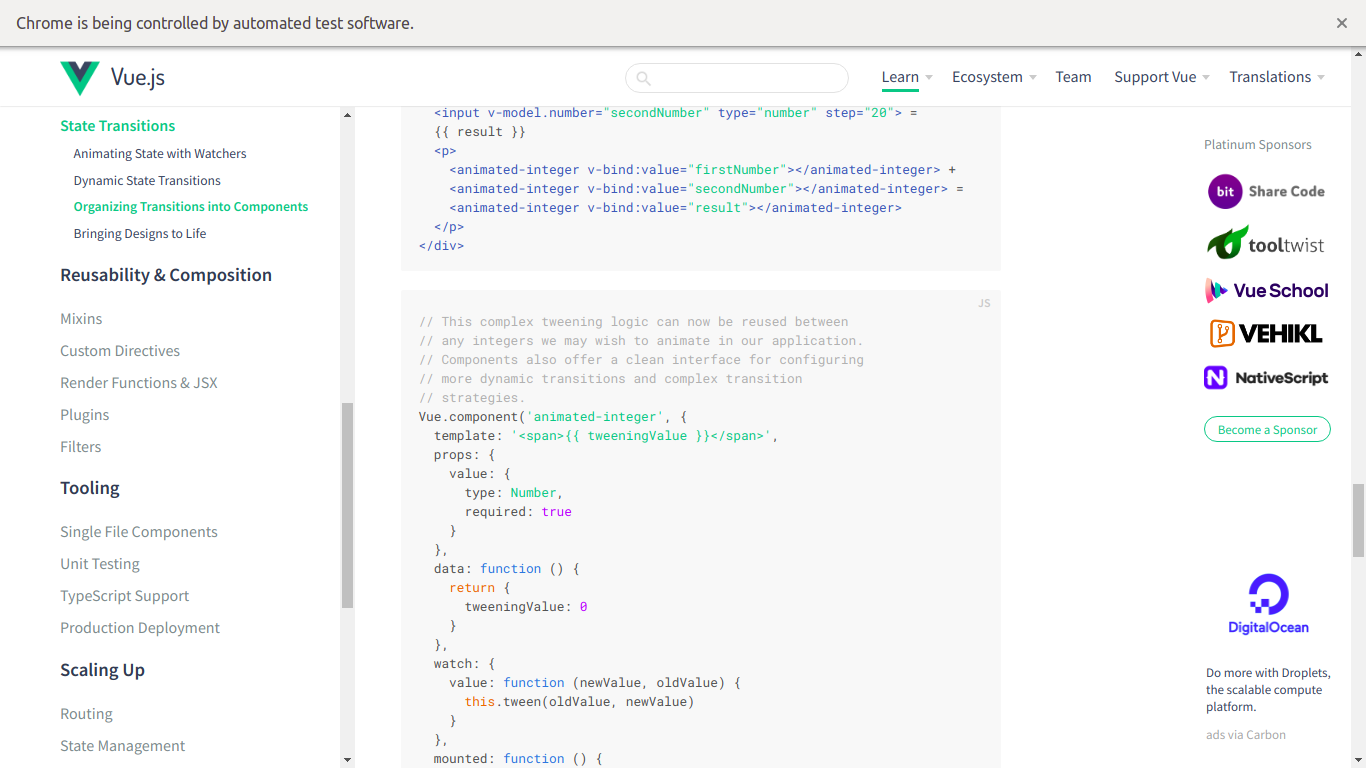 Chrome is being controlled by automated test software.
Vue.js
Learn
Ecosystem
Team
Support Vue
Translations
State Transitions
Animating State with Watchers
Dynamic State Transitions
Organizing Transitions into Components
Bringing Designs to Life
Reusability & Composition
Mixins
Custom Directives
Render Functions & JSX
Plugins
Filters
Tooling
Single File Components
Unit Testing
TypeScript Support
Production Deployment
Scaling Up
Routing
State Management
<input v-model.number="secondNumber" type="number" step="20"> =
{{ result }}
<p>
<animated-integer v-bind:value="firstNumber"></animated-integer> +
<animated-integer v-bind:value="secondNumber"></animated-integer> =
<animated-integer v-bind:value="result"></animated-integer>
</p>
</div>
JS
// This complex tweening logic can now be reused between
// any integers we may wish to animate in our application.
// Components also offer a clean interface for configuring
// more dynamic transitions and complex transition
// strategies.
Vue.component('animated-integer', {
template: '<span>{{ tweeningValue }}</span>',
props: {
value: {
type: Number,
required: true
}
},
data: function () {
return {
tweeningValue: 0
}
},
watch: {
value: function (newValue, oldValue) {
this.tween(oldValue, newValue)
}
},
mounted: function () {
Platinum Sponsors
bit Share Code
tooltwist
Vue School
VEHIKL
NativeScript
Become a Sponsor
DigitalOcean
Do more with Droplets,
the scalable compute
platform.
ads via Carbon